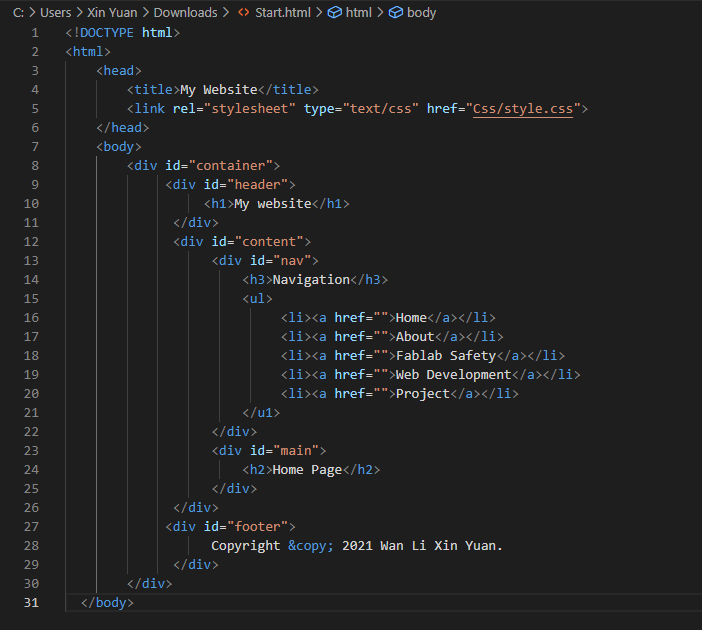 C: > Users > Xin Yuan > Downloads > <> Start.html > html > body
1 <!DOCTYPE html>
2 <html>
3 <head>
4 <title>My Website</title>
5 <link rel="stylesheet" type="text/css" href="Css/style.css">
6 </head>
7 <body>
8 <div id="container">
9 <div id="header">
10 <h1>My website</h1>
11 </div>
12 <div id="content">
13 <div id="nav">
14 <h3>Navigation</h3>
15 <ul>
16 <li><a href="">Home</a></li>
17 <li><a href="">About</a></li>
18 <li><a href="">Fablab Safety</a></li>
19 <li><a href="">Web Development</a></li>
20 <li><a href="">Project</a></li>
21 </u1>
22 </div>
23 <div id="main">
24 <h2>Home Page</h2>
25 </div>
26 </div>
27 <div id="footer">
28 Copyright &copy; 2021 Wan Li Xin Yuan.
29 </div>
30 </div>
31 </body>